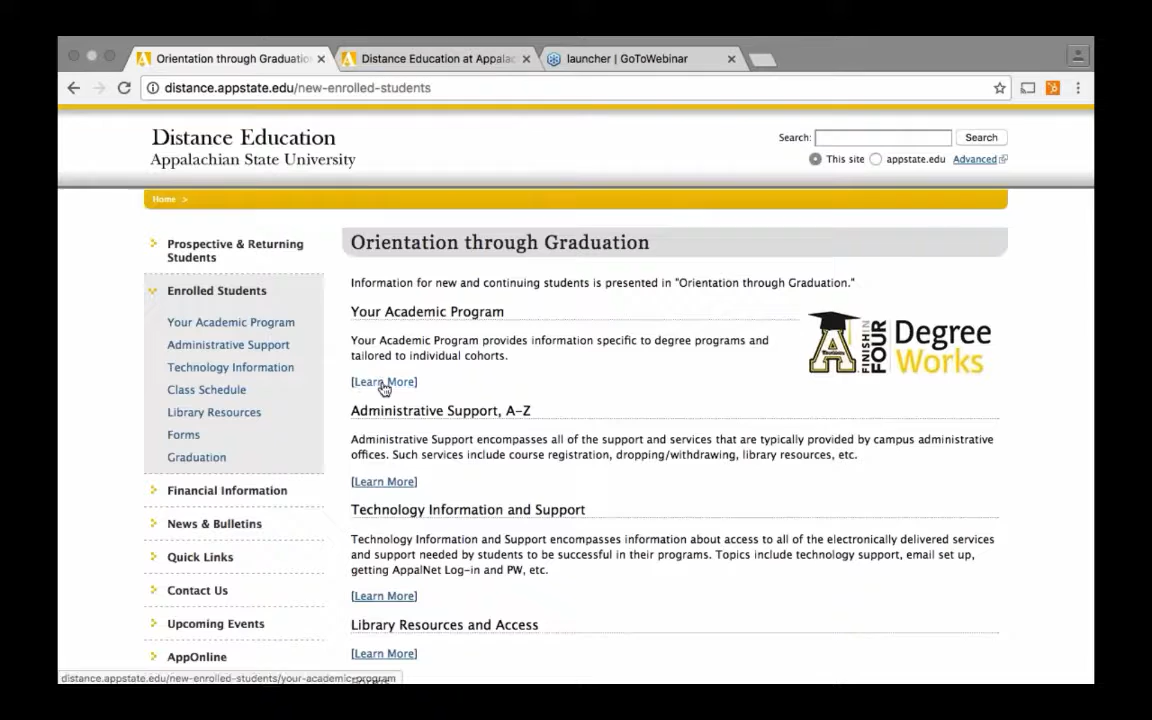 Orientation through Graduatio
Distance Education at Appalac
launcher | GoToWebinar
distance.appstate.edu/new-enrolled-students
Distance Education
Appalachian State University
Search:
Search
This site
appstate.edu
Advanced
Home >
Prospective & Returning
Students
Enrolled Students
Your Academic Program
Administrative Support
Technology Information
Class Schedule
Library Resources
Forms
Graduation
Financial Information
News & Bulletins
Quick Links
Contact Us
Upcoming Events
AppOnline
Orientation through Graduation
Information for new and continuing students is presented in "Orientation through Graduation."
Your Academic Program
Your Academic Program provides information specific to degree programs and
tailored to individual cohorts.
[Learn More]
A
FINISH IN
FOUR
Degree
Works
Administrative Support, A-Z
Administrative Support encompasses all of the support and services that are typically provided by campus administrative
offices. Such services include course registration, dropping/withdrawing, library resources, etc.
[Learn More]
Technology Information and Support
Technology Information and Support encompasses information about access to all of the electronically delivered services
and support needed by students to be successful in their programs. Topics include technology support, email set up,
getting AppalNet Log-in and PW, etc.
[Learn More]
Library Resources and Access
[Learn More]
distance.appstate.edu/new-enrolled-students/your-academic-program